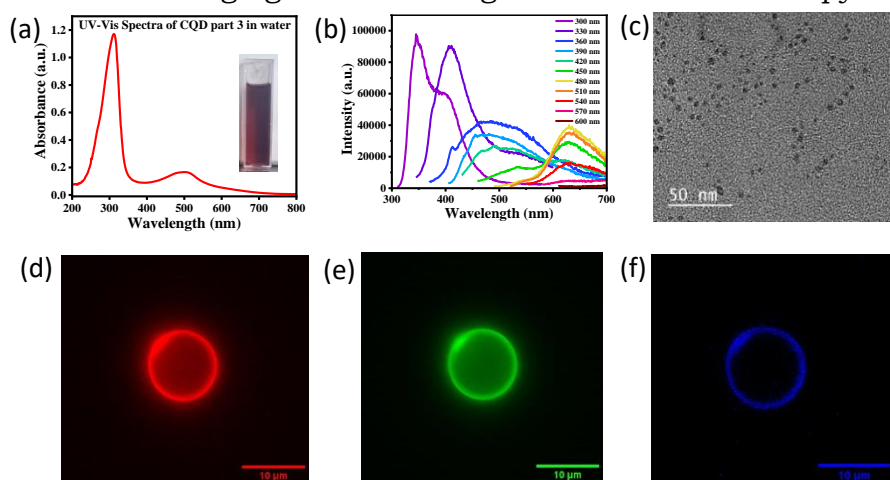 (a)
UV-Vis Spectra of CQD part 3 in water
Absorbance (a.u.)
1.2
1.0
0.8
0.6
0.4
0.2
0.0
200 300 400 500 600 700 800
Wavelength (nm)
(b)
Intensity (a.u.)
100000
80000
60000
40000
20000
0
300 400 500 600 700
Wavelength (nm)
300 nm
330 nm
360 nm
390 nm
420 nm
450 nm
480 nm
510 nm
540 nm
570 nm
600 nm
(c)
50 nm
(d)
10 µm
(e)
10 µm
(f)
10 µm